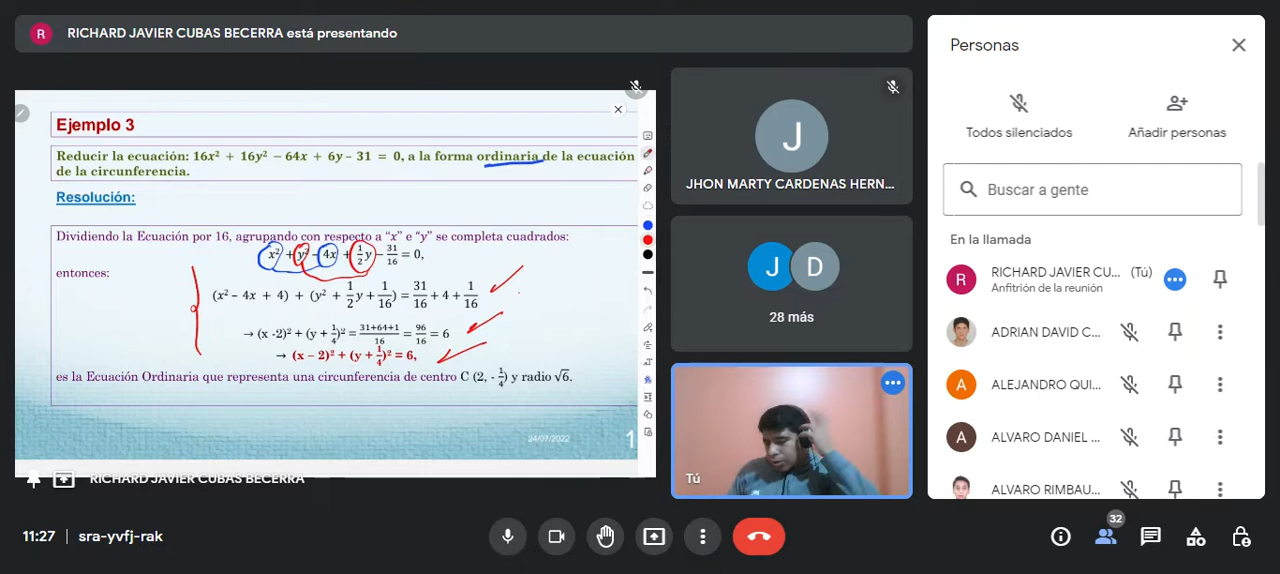 R RICHARD JAVIER CUBAS BECERRA está presentando
Ejemplo 3
Reducir la ecuación: 16x² + 16y² − 64x + 6y − 31 = 0, a la forma ordinaria de la ecuación
de la circunferencia.
Resolución:
Dividiendo la Ecuación por 16, agrupando con respecto a "x" e "y" se completa cuadrados:
x² + y² − 4x + 1/2 y − 31/16 = 0,
entonces:
(x² − 4x + 4) + (y² + 1/2 y + 1/16) = 31/16 + 4 + 1/16
→ (x -2)² + (y + 1/4)² = 31+64+1/16 = 96/16 = 6
→ (x − 2)² + (y + 1/4)² = 6,
es la Ecuación Ordinaria que representa una circunferencia de centro C (2, - 1/4) y radio √6.
24/07/2022
1
RICHARD JAVIER CUBAS BECERRA
J
JHON MARTY CARDENAS HERN...
J D
28 más
Tú
Personas
Todos silenciados
Añadir personas
Buscar a gente
En la llamada
R RICHARD JAVIER CU... (Tú)
Anfitrión de la reunión
ADRIAN DAVID C...
A ALEJANDRO QUI...
A ALVARO DANIEL ...
ALVARO RIMBAU...
11:27 sra-yvfj-rak
32